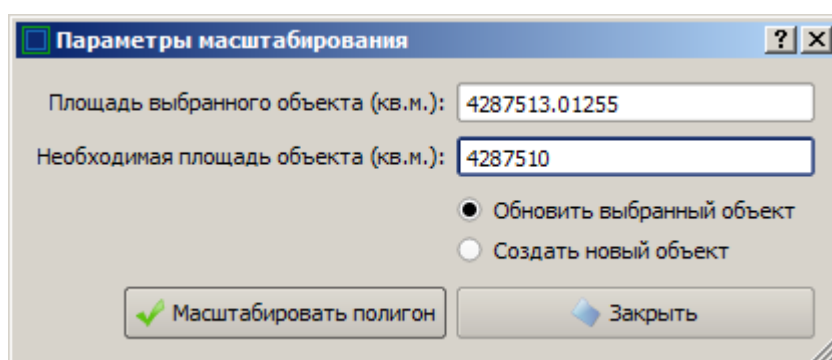 Параметры масштабирования
Площадь выбранного объекта (кв.м.): 4287513.01255
Необходимая площадь объекта (кв.м.): 4287510
Обновить выбранный объект
Создать новый объект
Масштабировать полигон Закрыть